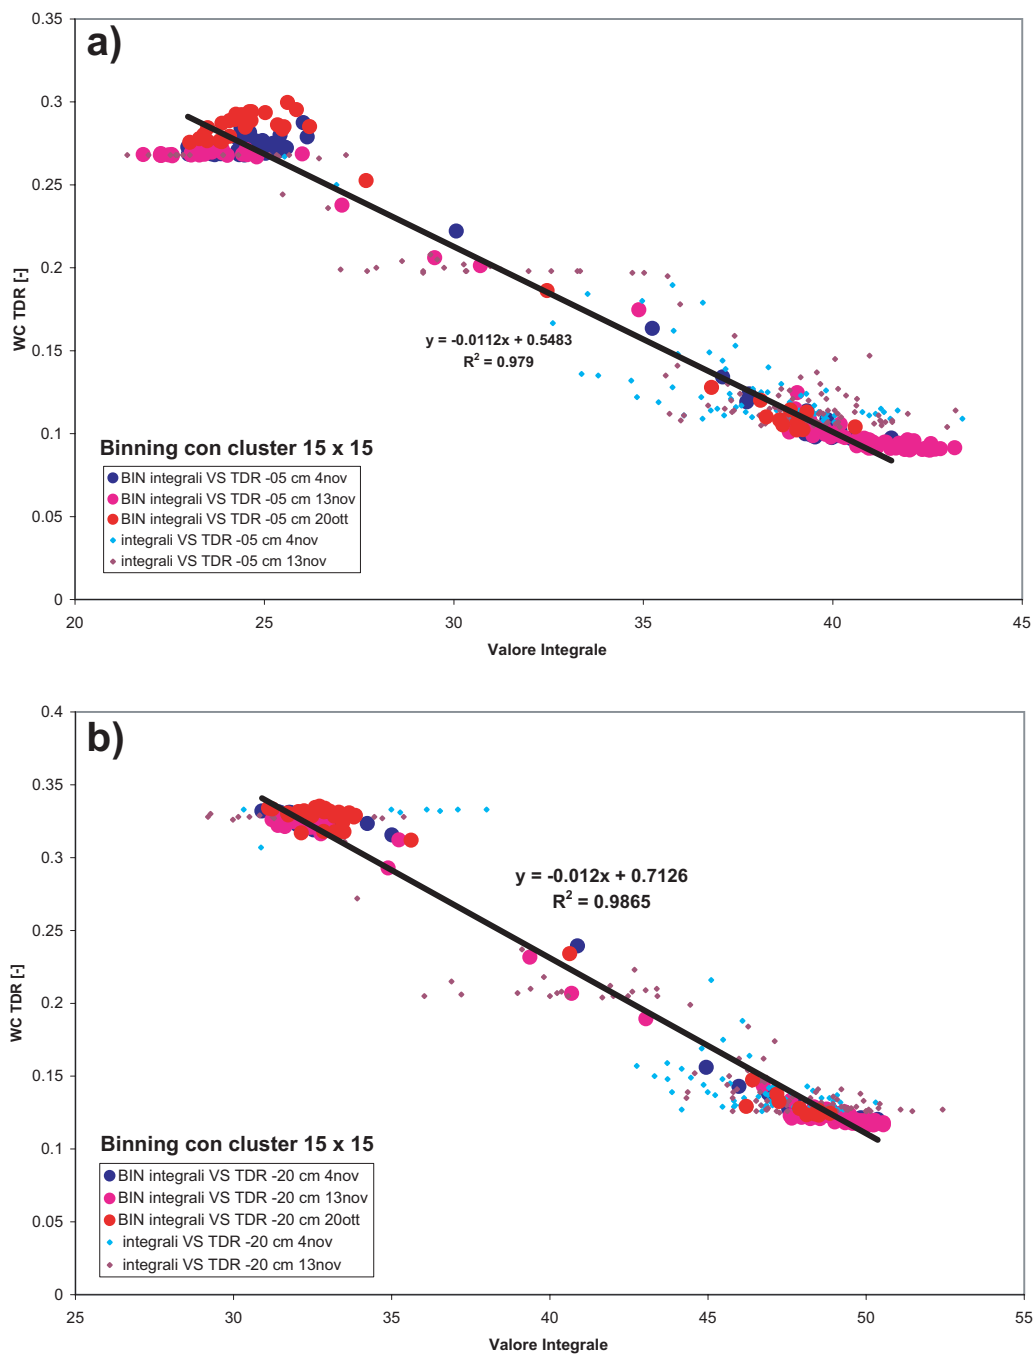 a)
0.35
0.3
0.25
0.2
0.15
0.1
0.05
0
WC TDR [-]
y = -0.0112x + 0.5483
R² = 0.979
Binning con cluster 15 x 15
BIN integrali VS TDR -05 cm 4nov
BIN integrali VS TDR -05 cm 13nov
BIN integrali VS TDR -05 cm 20ott
integrali VS TDR -05 cm 4nov
integrali VS TDR -05 cm 13nov
20 25 30 35 40 45
Valore Integrale
b)
0.4
0.35
0.3
0.25
0.2
0.15
0.1
0.05
0
WC TDR [-]
y = -0.012x + 0.7126
R² = 0.9865
Binning con cluster 15 x 15
BIN integrali VS TDR -20 cm 4nov
BIN integrali VS TDR -20 cm 13nov
BIN integrali VS TDR -20 cm 20ott
integrali VS TDR -20 cm 4nov
integrali VS TDR -20 cm 13nov
25 30 35 40 45 50 55
Valore Integrale